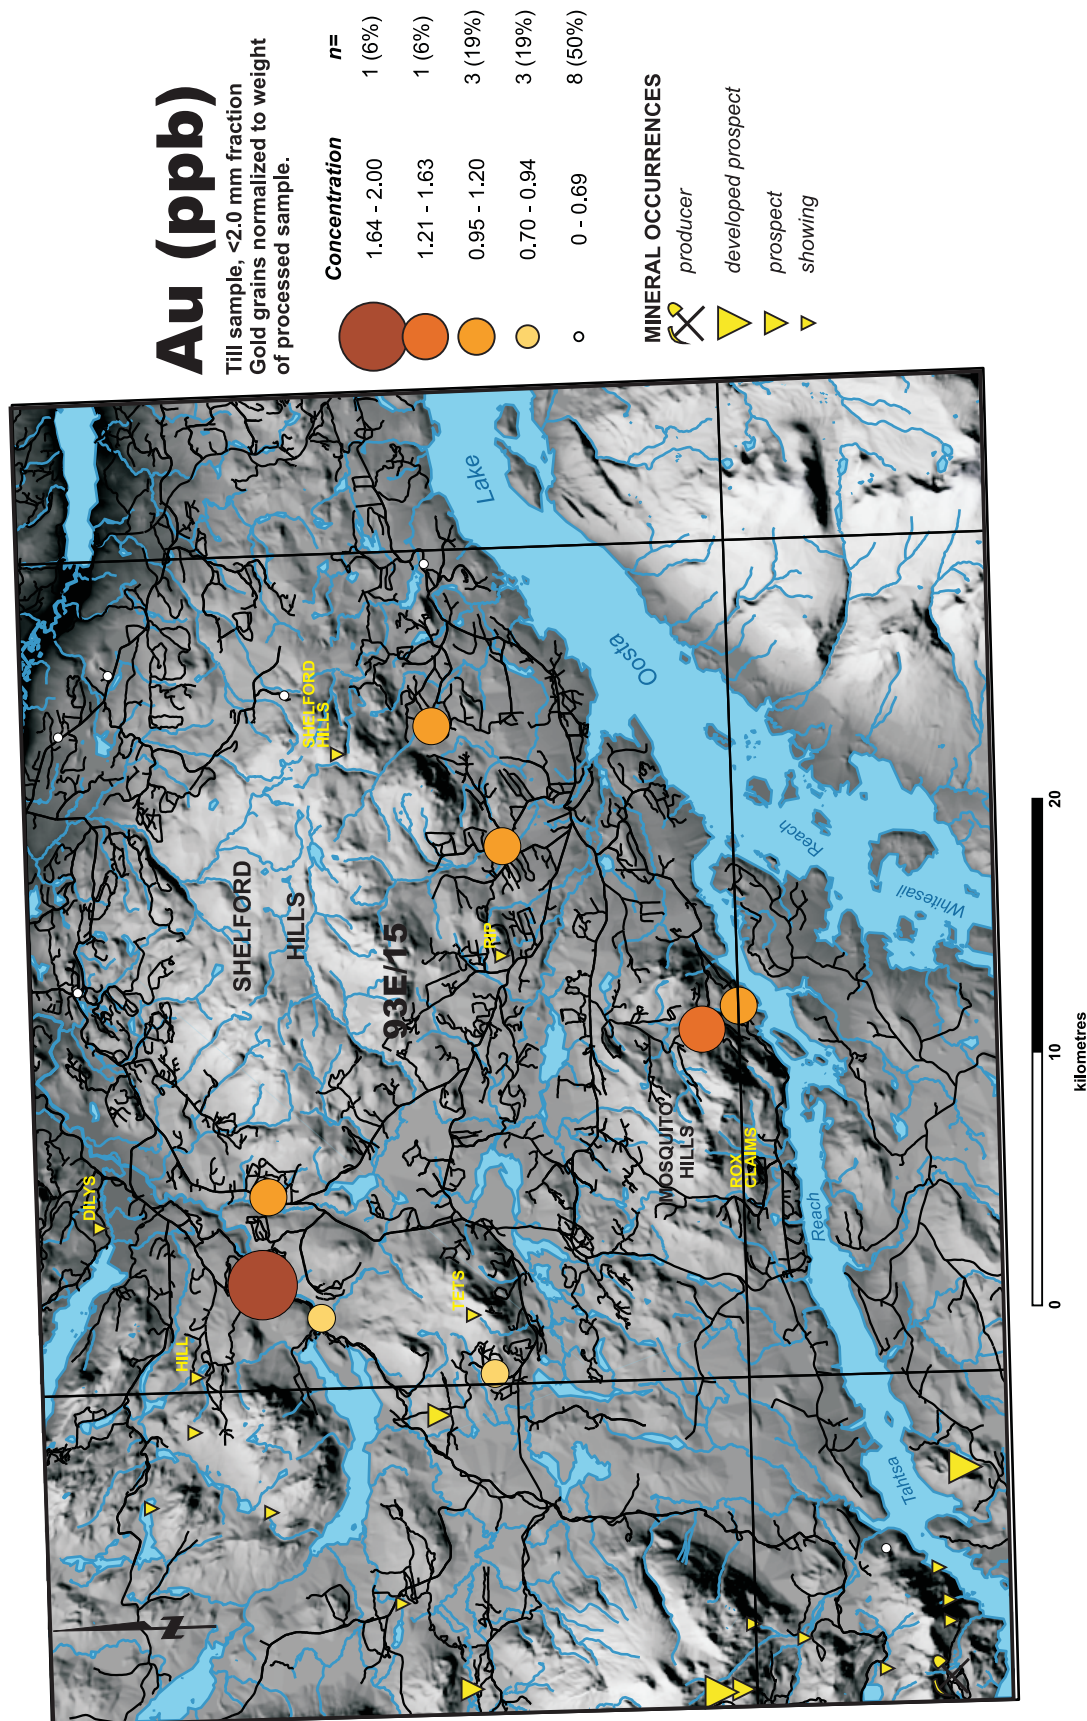 Au (ppb)
Till sample, <2.0 mm fraction
Gold grains normalized to weight
of processed sample.
Concentration n=
1.64 - 2.00 1 (6%)
1.21 - 1.63 1 (6%)
0.95 - 1.20 3 (19%)
0.70 - 0.94 3 (19%)
0 - 0.69 8 (50%)
MINERAL OCCURRENCES
producer
developed prospect
prospect
showing
DILYS
HILL
SHELFORD
HILLS
SHELFORD
HILLS
93E/15
RIP
TETS
MOSQUITO
HILLS
ROX
CLAIMS
Lake
Ootsa
Reach
Whitesail
Reach
Tahtsa
N
0 10 20
kilometres